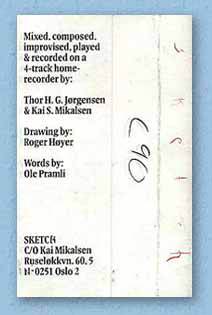 Mixed, composed,
improvised, played
& recorded on a
4-track home-
recorder by:
Thor H. G. Jørgensen
& Kai S. Mikalsen
Drawing by:
Roger Høyer
Words by:
Ole Pramli
SKETCH
C/O Kai Mikalsen
Ruseløkkvn. 60, 5
N-0251 Oslo 2
C90